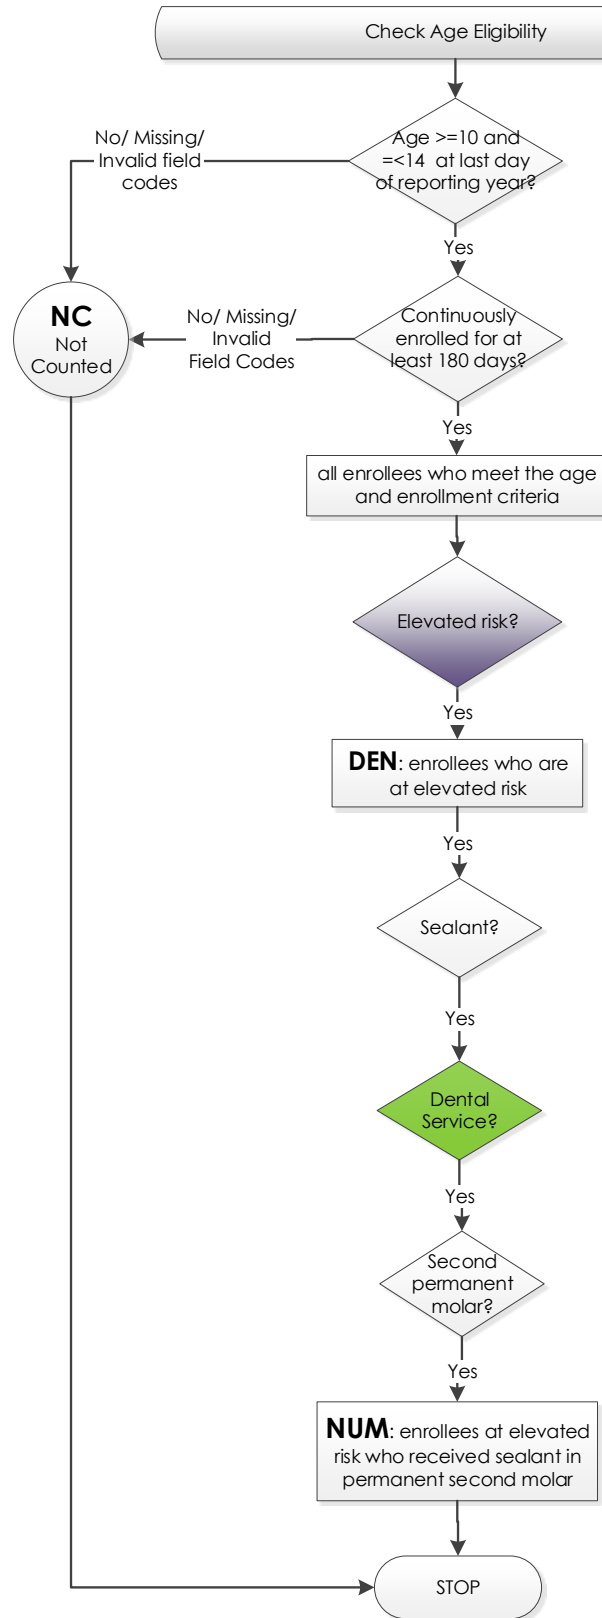 Check Age Eligibility
Age >=10 and
=<14 at last day
of reporting year?
No/ Missing/
Invalid field
codes
Yes
NC
Not
Counted
No/ Missing/
Invalid
Field Codes
Continuously
enrolled for at
least 180 days?
Yes
all enrollees who meet the age
and enrollment criteria
Elevated risk?
Yes
DEN: enrollees who are
at elevated risk
Yes
Sealant?
Yes
Dental
Service?
Yes
Second
permanent
molar?
Yes
NUM: enrollees at elevated
risk who received sealant in
permanent second molar
STOP